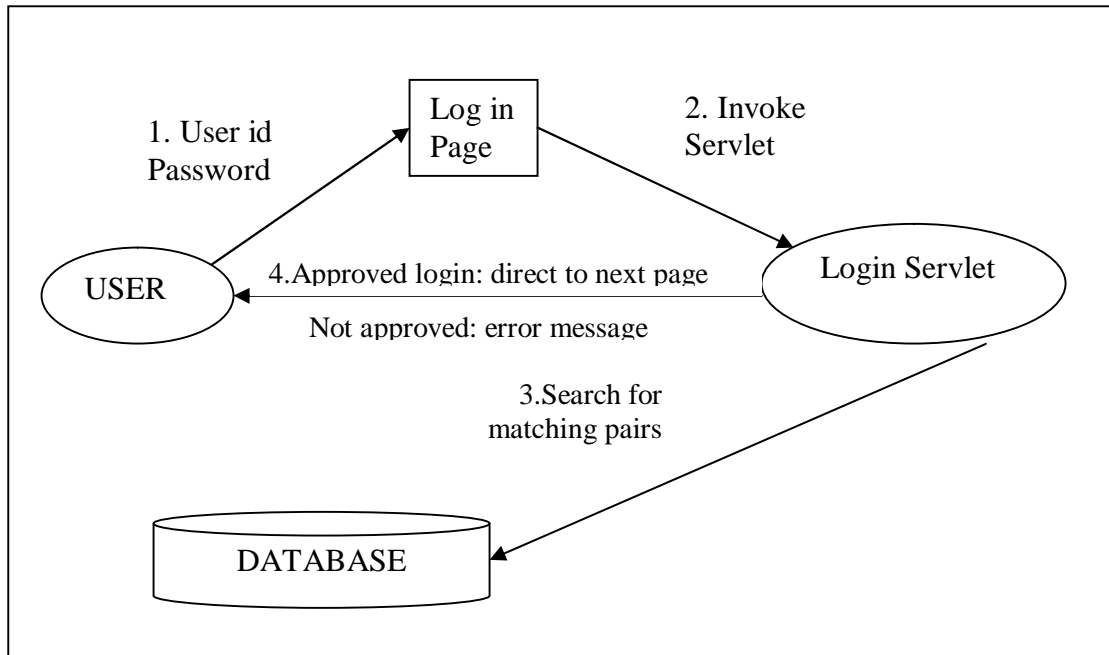 Log in
Page
1. User id
Password
2. Invoke
Servlet
USER
4.Approved login: direct to next page
Not approved: error message
Login Servlet
3.Search for
matching pairs
DATABASE